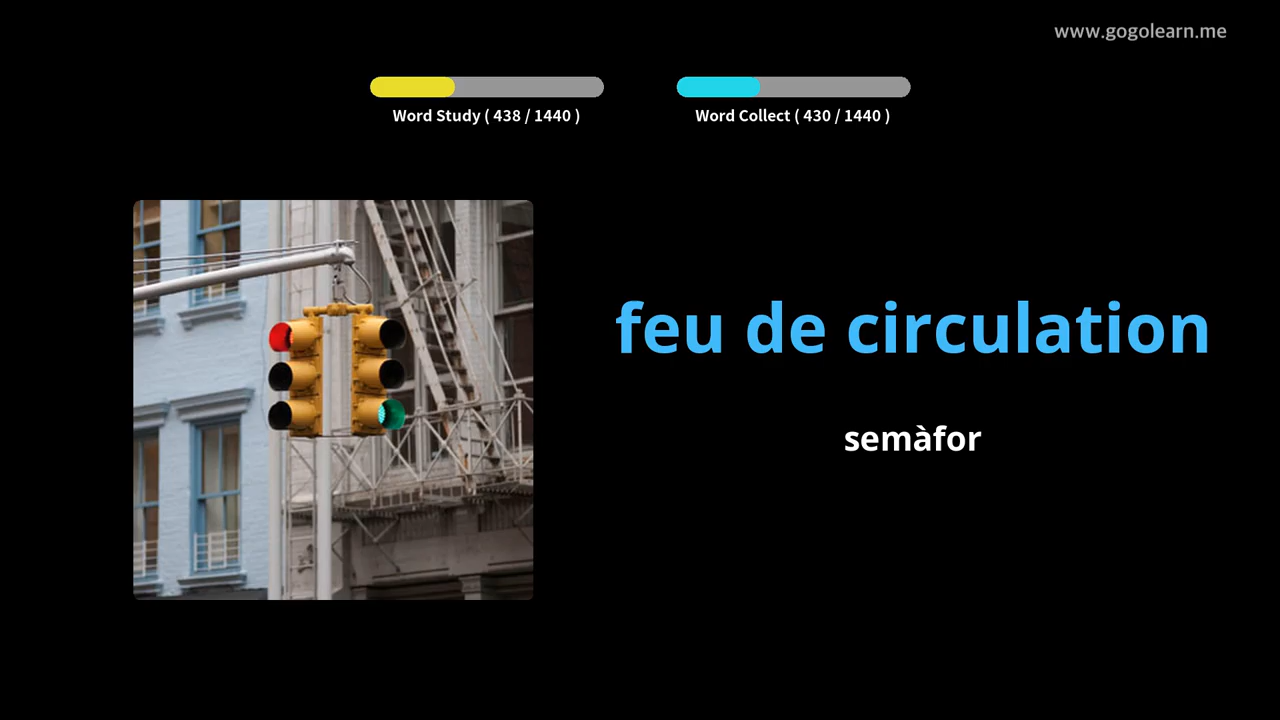 www.gogolearn.me
Word Study ( 438 / 1440 )
Word Collect ( 430 / 1440 )
feu de circulation
semàfor